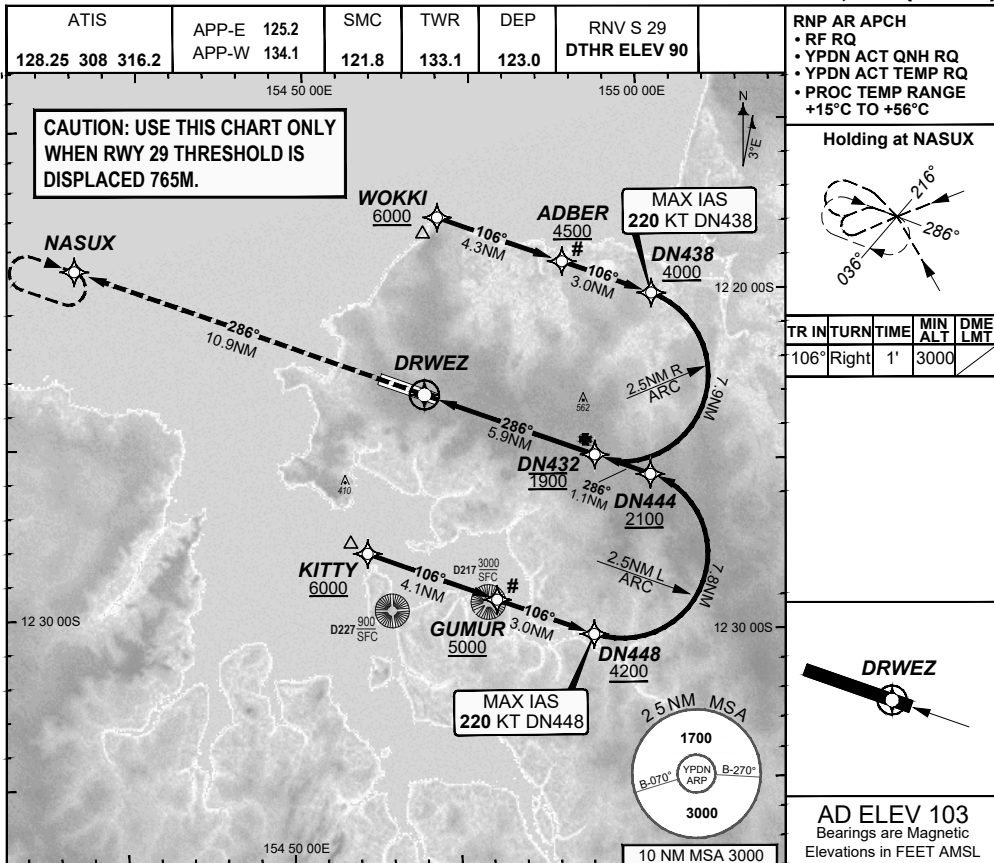 ATIS
128.25 308 316.2
APP-E 125.2
APP-W 134.1
SMC
121.8
TWR
133.1
DEP
123.0
RNV S 29
DTHR ELEV 90
RNP AR APCH
• RF RQ
• YPDN ACT QNH RQ
• YPDN ACT TEMP RQ
• PROC TEMP RANGE
+15°C TO +56°C
154 50 00E
155 00 00E
CAUTION: USE THIS CHART ONLY
WHEN RWY 29 THRESHOLD IS
DISPLACED 765M.
N
3°E
Holding at NASUX
216°
286°
036°
TR IN TURN TIME MIN ALT DME LMT
106° Right 1' 3000
WOKKI
6000
106°
4.3NM
ADBER
4500
#
106°
3.0NM
MAX IAS
220 KT DN438
DN438
4000
12 20 00S
NASUX
286°
10.9NM
DRWEZ
2.5NM R
ARC
7.9NM
562
286°
5.9NM
DN432
1900
286°
1.1NM
DN444
2100
410
KITTY
6000
106°
4.1NM
D217 3000
SFC
#
106°
3.0NM
2.5NM L
ARC
7.8NM
D227 900
SFC
GUMUR
5000
DN448
4200
12 30 00S
MAX IAS
220 KT DN448
25NM MSA
1700
B-070°
YPDN
ARP
B-270°
3000
10 NM MSA 3000
DRWEZ
154 50 00E
AD ELEV 103
Bearings are Magnetic
Elevations in FEET AMSL